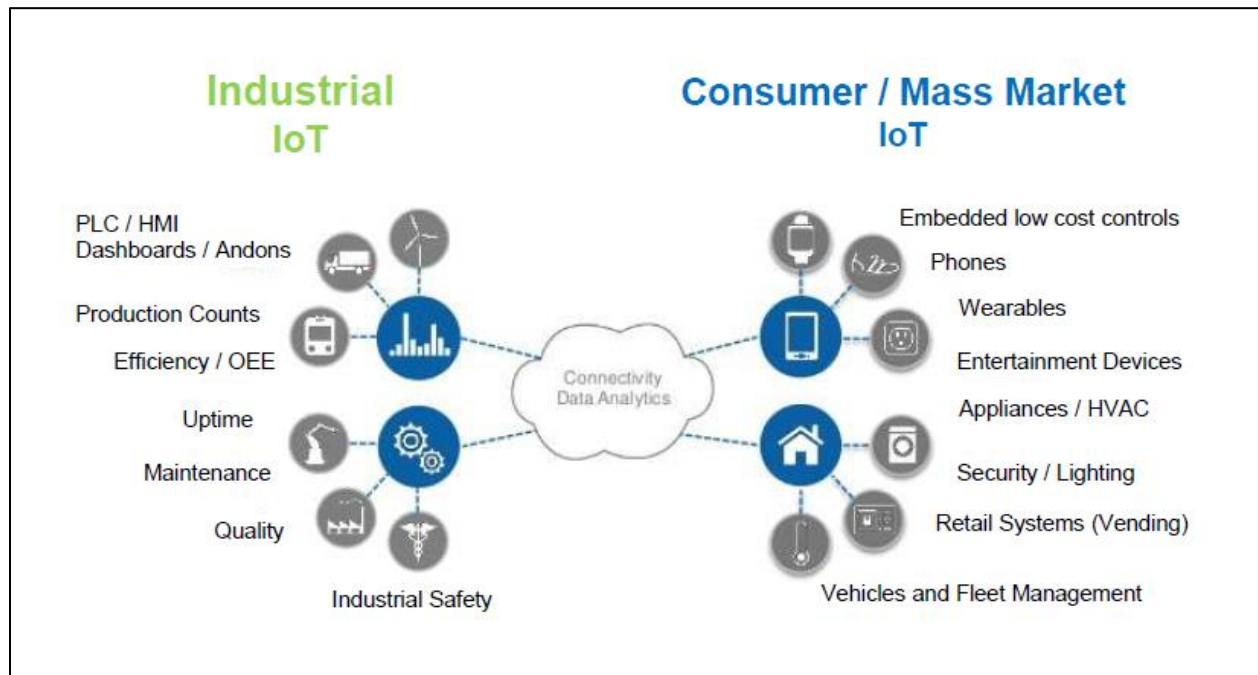 Industrial
IoT
Consumer / Mass Market
IoT
PLC / HMI
Dashboards / Andons
Production Counts
Efficiency / OEE
Uptime
Maintenance
Quality
Industrial Safety
Connectivity
Data Analytics
Embedded low cost controls
Phones
Wearables
Entertainment Devices
Appliances / HVAC
Security / Lighting
Retail Systems (Vending)
Vehicles and Fleet Management